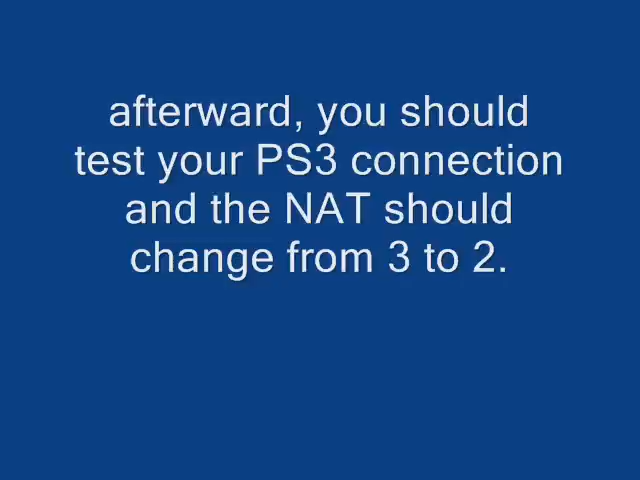 afterward, you should
test your PS3 connection
and the NAT should
change from 3 to 2.